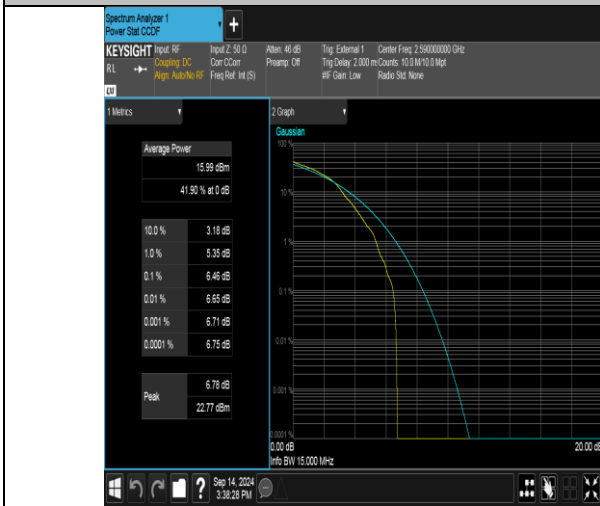 Spectrum Analyzer 1
Power Stat CCDF
+
KEYSIGHT Input: RF Input Z: 50 Ω Atten: 46 dB Trig: External 1 Center Freq: 2.590000000 GHz
RL Coupling: DC Corr CCorr Preamp: Off Trig Delay: 2.000 m Counts: 10.0 M/10.0 Mpt
Align: Auto/No RF Freq Ref: Int (S) #IF Gain: Low Radio Std: None
LXI
1 Metrics
2 Graph
Average Power
15.99 dBm
41.90 % at 0 dB
10.0 % 3.18 dB
1.0 % 5.35 dB
0.1 % 6.46 dB
0.01 % 6.65 dB
0.001 % 6.71 dB
0.0001 % 6.75 dB
Peak 6.78 dB
22.77 dBm
Gaussian
100 %
10 %
1 %
0.1 %
0.01 %
0.001 %
0.0001 %
0.00 dB 20.00 dB
Info BW 15.000 MHz
?
Sep 14, 2024
3:38:28 PM